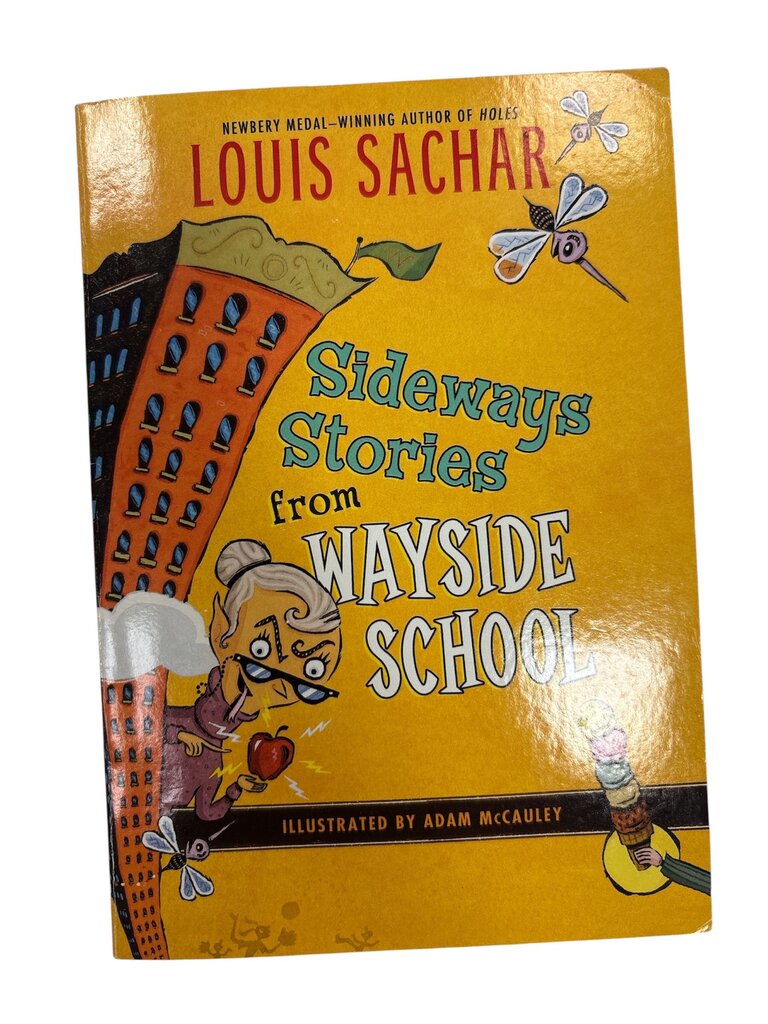 NEWBERY MEDAL–WINNING AUTHOR OF HOLES
LOUIS SACHAR
Sideways
Stories
from
WAYSIDE
SCHOOL
ILLUSTRATED BY ADAM McCAULEY